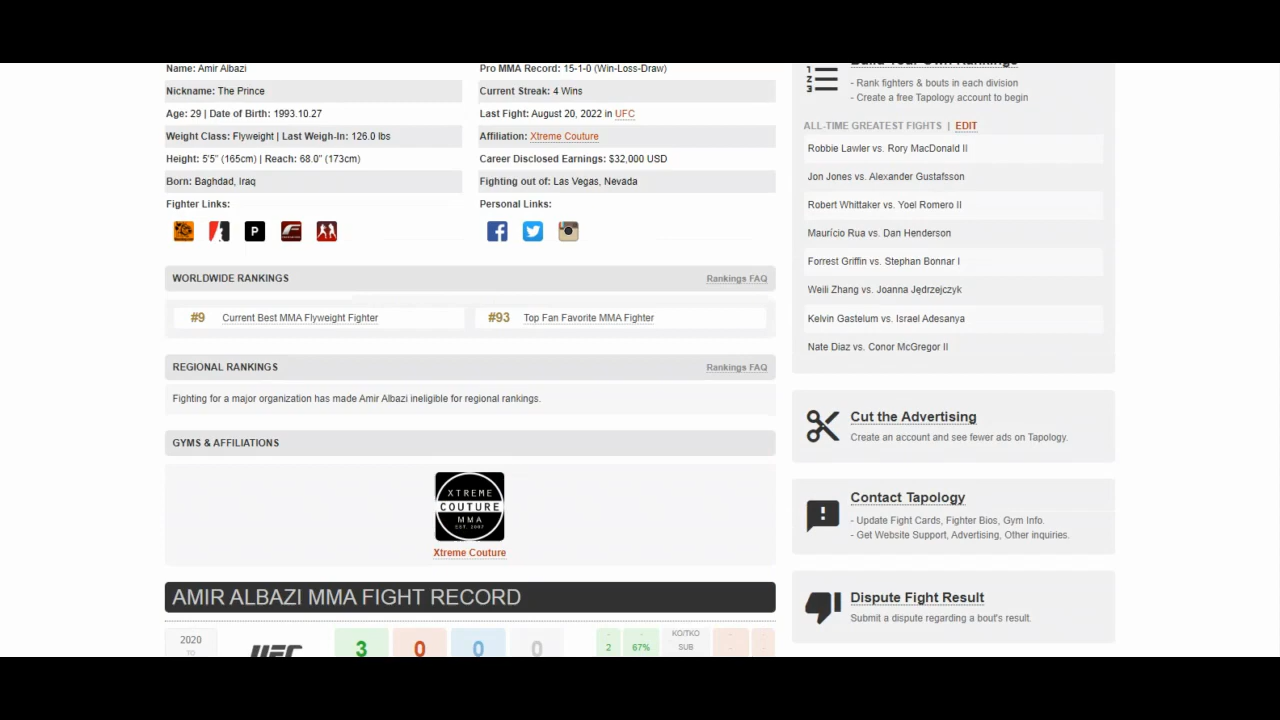 Name: Amir Albazi
Pro MMA Record: 15-1-0 (Win-Loss-Draw)
Nickname: The Prince
Current Streak: 4 Wins
Age: 29 | Date of Birth: 1993.10.27
Last Fight: August 20, 2022 in UFC
Weight Class: Flyweight | Last Weigh-In: 126.0 lbs
Affiliation: Xtreme Couture
Height: 5'5" (165cm) | Reach: 68.0" (173cm)
Career Disclosed Earnings: $32,000 USD
Born: Baghdad, Iraq
Fighting out of: Las Vegas, Nevada
Fighter Links:
Personal Links:
P
WORLDWIDE RANKINGS
Rankings FAQ
#9 Current Best MMA Flyweight Fighter
#93 Top Fan Favorite MMA Fighter
REGIONAL RANKINGS
Rankings FAQ
Fighting for a major organization has made Amir Albazi ineligible for regional rankings.
GYMS & AFFILIATIONS
XTREME
COUTURE
MMA
EST. 2007
Xtreme Couture
AMIR ALBAZI MMA FIGHT RECORD
2020
TO
UFC
3 0 0 0
- - KO/TKO - -
2 67% SUB - -
Build Your Own Rankings
- Rank fighters & bouts in each division
- Create a free Tapology account to begin
ALL-TIME GREATEST FIGHTS | EDIT
Robbie Lawler vs. Rory MacDonald II
Jon Jones vs. Alexander Gustafsson
Robert Whittaker vs. Yoel Romero II
Maurício Rua vs. Dan Henderson
Forrest Griffin vs. Stephan Bonnar I
Weili Zhang vs. Joanna Jędrzejczyk
Kelvin Gastelum vs. Israel Adesanya
Nate Diaz vs. Conor McGregor II
Cut the Advertising
Create an account and see fewer ads on Tapology.
Contact Tapology
- Update Fight Cards, Fighter Bios, Gym Info.
- Get Website Support, Advertising, Other inquiries.
Dispute Fight Result
Submit a dispute regarding a bout's result.